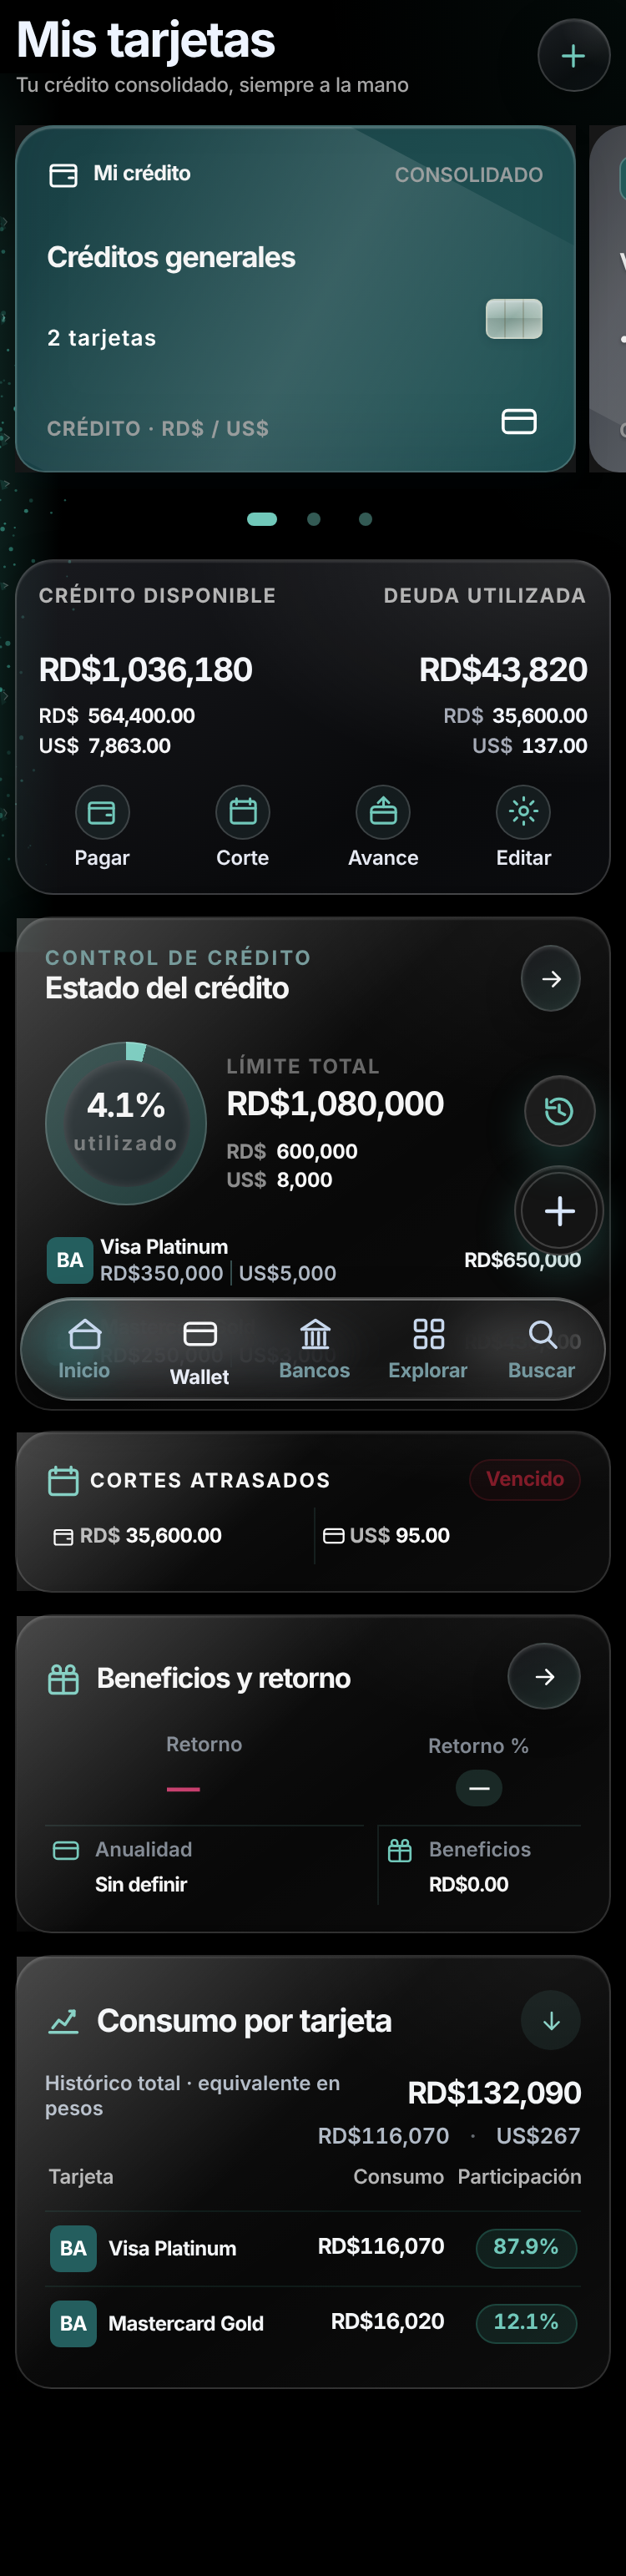 Mis tarjetas
Tu crédito consolidado, siempre a la mano
Mi crédito
CONSOLIDADO
Créditos generales
2 tarjetas
CRÉDITO · RD$ / US$
CRÉDITO DISPONIBLE
DEUDA UTILIZADA
RD$1,036,180
RD$43,820
RD$ 564,400.00
RD$ 35,600.00
US$ 7,863.00
US$ 137.00
Pagar
Corte
Avance
Editar
CONTROL DE CRÉDITO
Estado del crédito
4.1%
utilizado
LÍMITE TOTAL
RD$1,080,000
RD$ 600,000
US$ 8,000
BA
Visa Platinum
RD$350,000 US$5,000
RD$650,000
RD$250,000 US$3,000
Inicio
Wallet
Bancos
Explorar
Buscar
CORTES ATRASADOS
Vencido
RD$ 35,600.00
US$ 95.00
Beneficios y retorno
Retorno
Retorno %
—
—
Anualidad
Sin definir
Beneficios
RD$0.00
Consumo por tarjeta
Histórico total · equivalente en
pesos
RD$132,090
RD$116,070 · US$267
Tarjeta
Consumo
Participación
BA
Visa Platinum
RD$116,070
87.9%
BA
Mastercard Gold
RD$16,020
12.1%